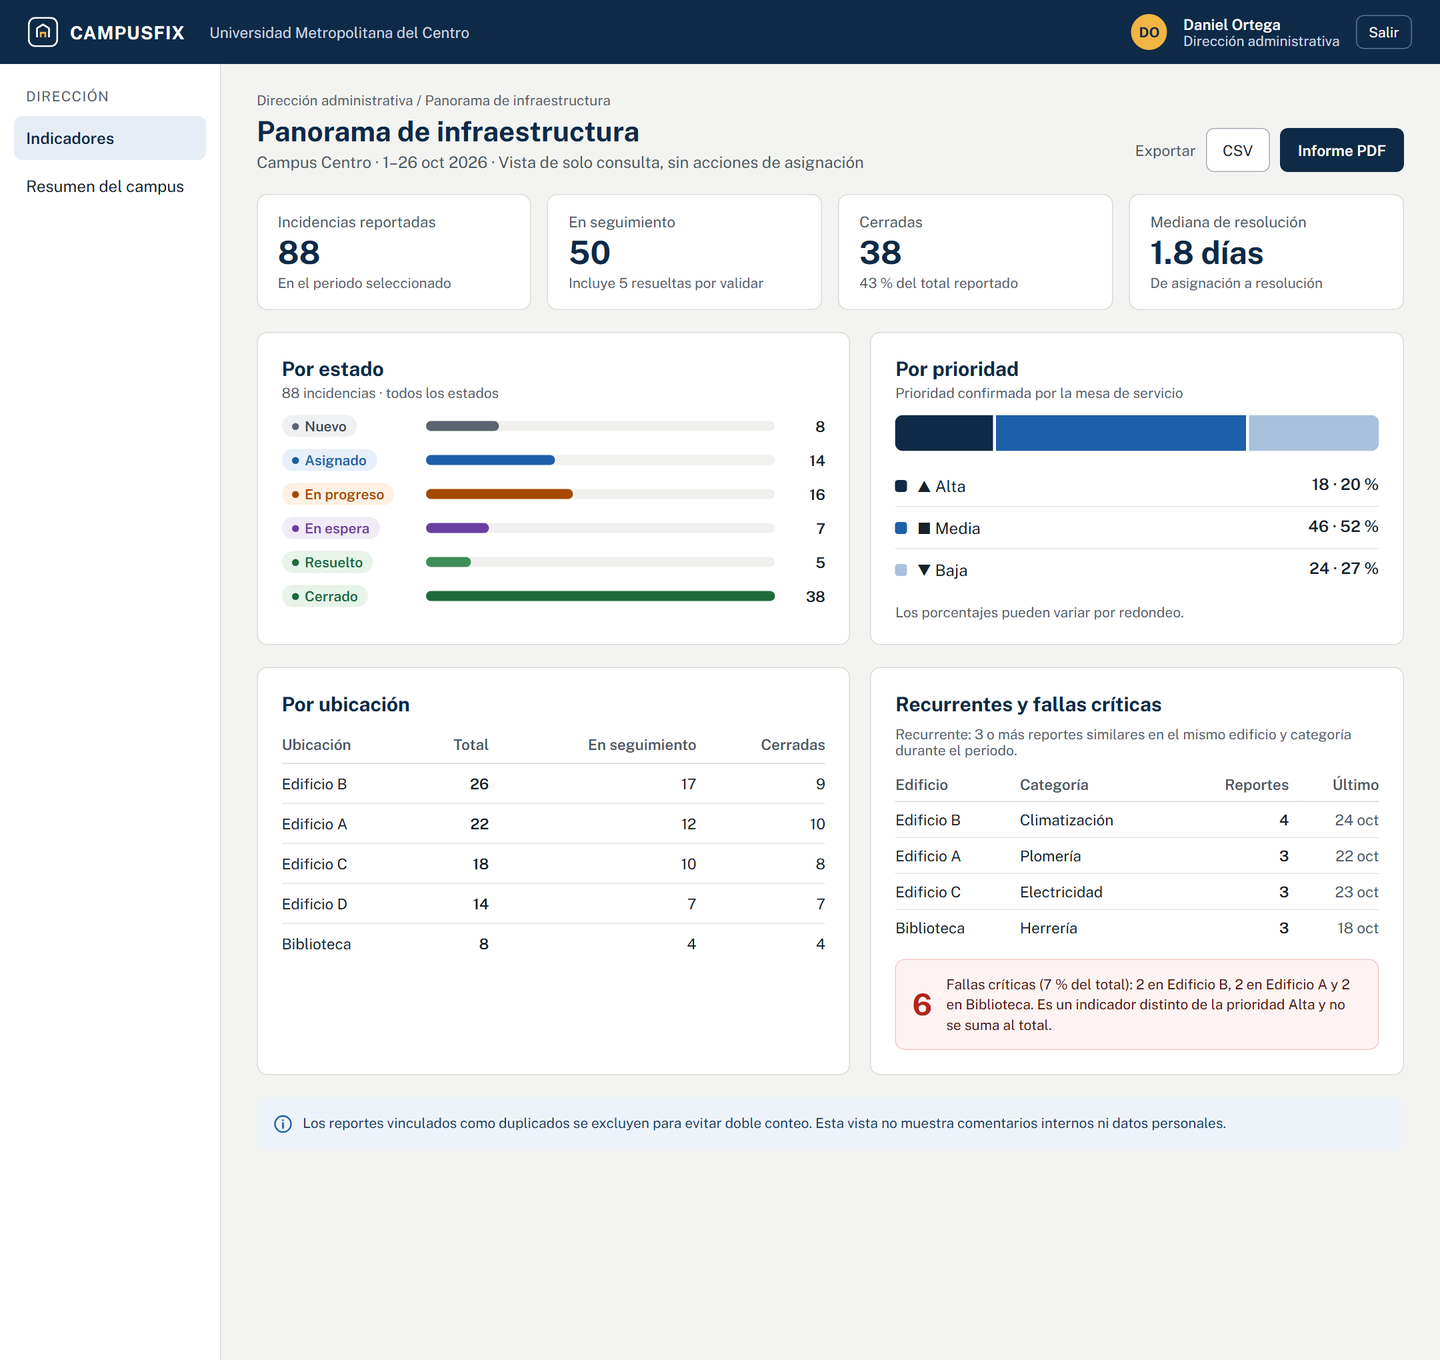 CAMPUSFIX
Universidad Metropolitana del Centro
DO
Daniel Ortega
Dirección administrativa
Salir
DIRECCIÓN
Indicadores
Resumen del campus
Dirección administrativa / Panorama de infraestructura
Panorama de infraestructura
Campus Centro · 1–26 oct 2026 · Vista de solo consulta, sin acciones de asignación
Exportar
CSV
Informe PDF
Incidencias reportadas
88
En el periodo seleccionado
En seguimiento
50
Incluye 5 resueltas por validar
Cerradas
38
43 % del total reportado
Mediana de resolución
1.8 días
De asignación a resolución
Por estado
88 incidencias · todos los estados
Nuevo 8
Asignado 14
En progreso 16
En espera 7
Resuelto 5
Cerrado 38
Por prioridad
Prioridad confirmada por la mesa de servicio
▲ Alta 18 · 20 %
■ Media 46 · 52 %
▼ Baja 24 · 27 %
Los porcentajes pueden variar por redondeo.
Por ubicación
Ubicación Total En seguimiento Cerradas
Edificio B 26 17 9
Edificio A 22 12 10
Edificio C 18 10 8
Edificio D 14 7 7
Biblioteca 8 4 4
Recurrentes y fallas críticas
Recurrente: 3 o más reportes similares en el mismo edificio y categoría
durante el periodo.
Edificio Categoría Reportes Último
Edificio B Climatización 4 24 oct
Edificio A Plomería 3 22 oct
Edificio C Electricidad 3 23 oct
Biblioteca Herrería 3 18 oct
6
Fallas críticas (7 % del total): 2 en Edificio B, 2 en Edificio A y 2
en Biblioteca. Es un indicador distinto de la prioridad Alta y no
se suma al total.
Los reportes vinculados como duplicados se excluyen para evitar doble conteo. Esta vista no muestra comentarios internos ni datos personales.